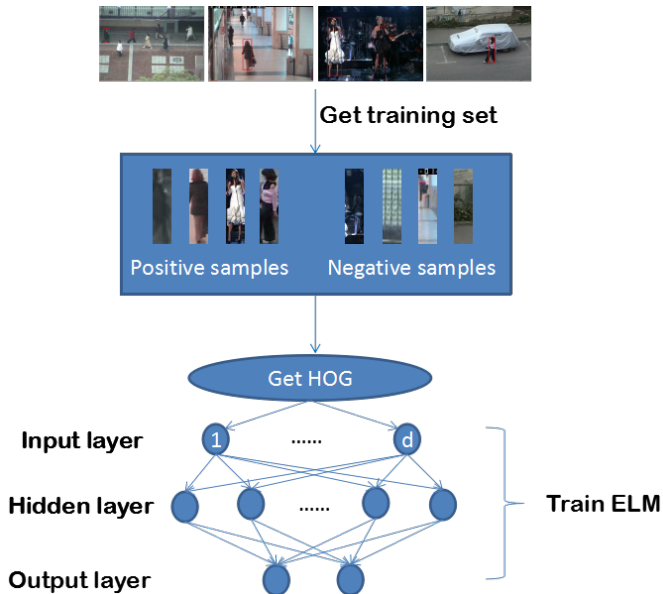 Get training set
Positive samples
Negative samples
Get HOG
Input layer
1
......
d
Hidden layer
......
Train ELM
Output layer